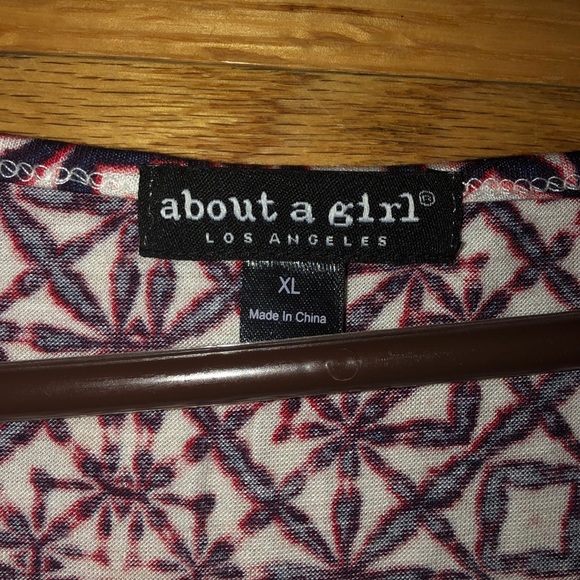 about a girl®
LOS ANGELES
XL
Made In China